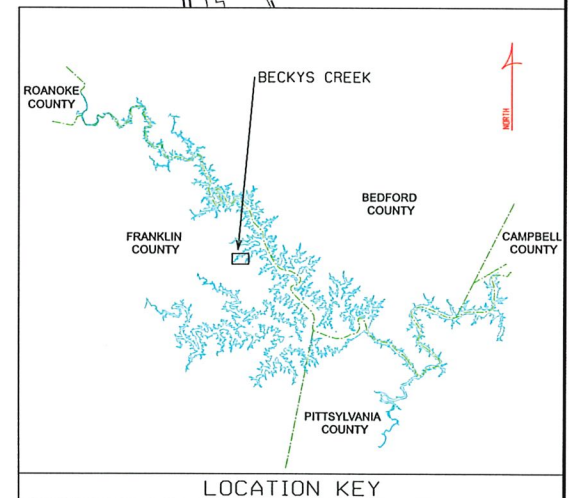 BECKYS CREEK
ROANOKE
COUNTY
NORTH
BEDFORD
COUNTY
FRANKLIN
COUNTY
CAMPBELL
COUNTY
PITTSYLVANIA
COUNTY
LOCATION KEY